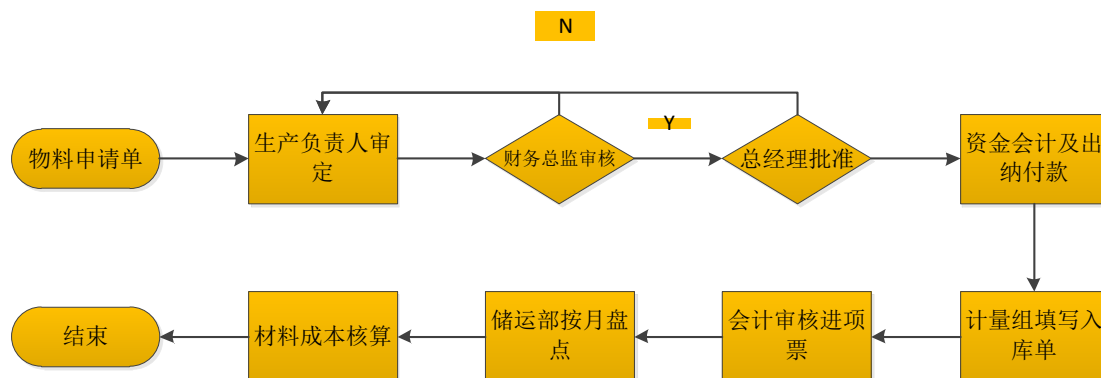 N
Y
物料申请单
生产负责人审
定
财务总监审核
总经理批准
资金会计及出
纳付款
结束
材料成本核算
储运部按月盘
点
会计审核进项
票
计量组填写入
库单